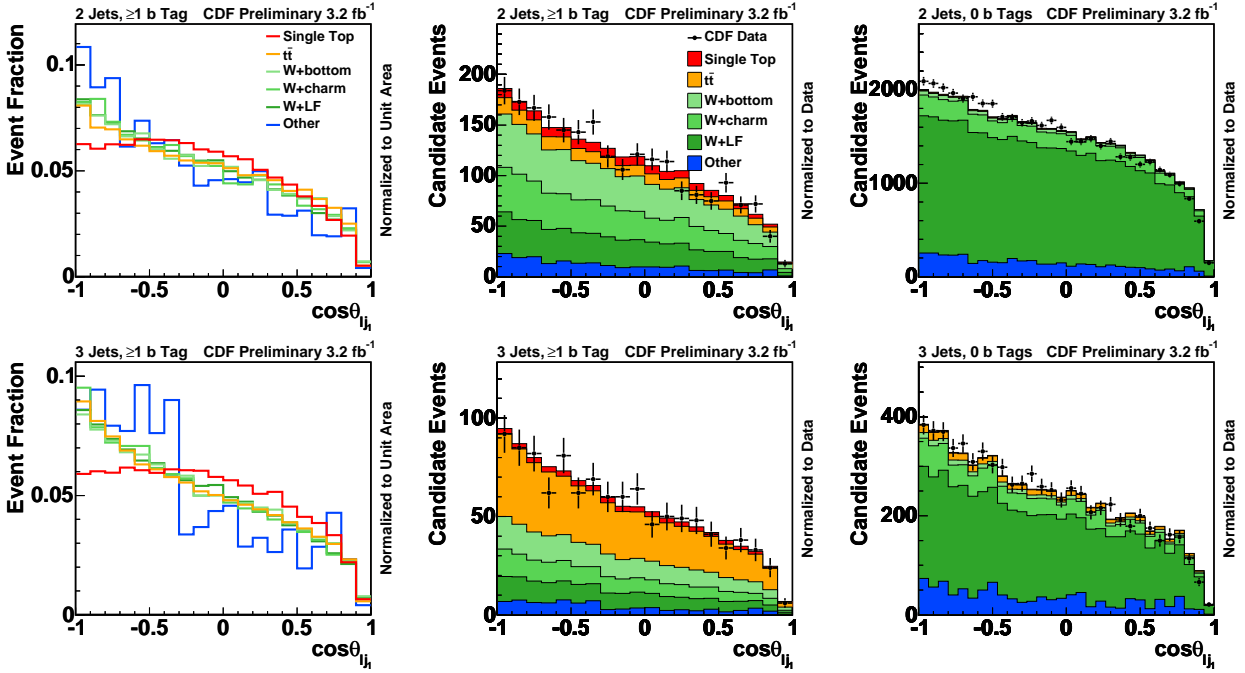 2 Jets, ≥1 b Tag CDF Preliminary 3.2 fb⁻¹
Event Fraction
0.1
0.05
0
Single Top
tt̄
W+bottom
W+charm
W+LF
Other
Normalized to Unit Area
-1 -0.5 0 0.5 1
cosθ_lj₁
2 Jets, ≥1 b Tag CDF Preliminary 3.2 fb⁻¹
Candidate Events
200
150
100
50
0
CDF Data
Single Top
tt̄
W+bottom
W+charm
W+LF
Other
Normalized to Data
-1 -0.5 0 0.5 1
cosθ_lj₁
2 Jets, 0 b Tags CDF Preliminary 3.2 fb⁻¹
Candidate Events
2000
1000
0
Normalized to Data
-1 -0.5 0 0.5 1
cosθ_lj₁
3 Jets, ≥1 b Tag CDF Preliminary 3.2 fb⁻¹
Event Fraction
0.1
0.05
0
Normalized to Unit Area
-1 -0.5 0 0.5 1
cosθ_lj₁
3 Jets, ≥1 b Tag CDF Preliminary 3.2 fb⁻¹
Candidate Events
100
50
0
Normalized to Data
-1 -0.5 0 0.5 1
cosθ_lj₁
3 Jets, 0 b Tags CDF Preliminary 3.2 fb⁻¹
Candidate Events
400
200
0
Normalized to Data
-1 -0.5 0 0.5 1
cosθ_lj₁